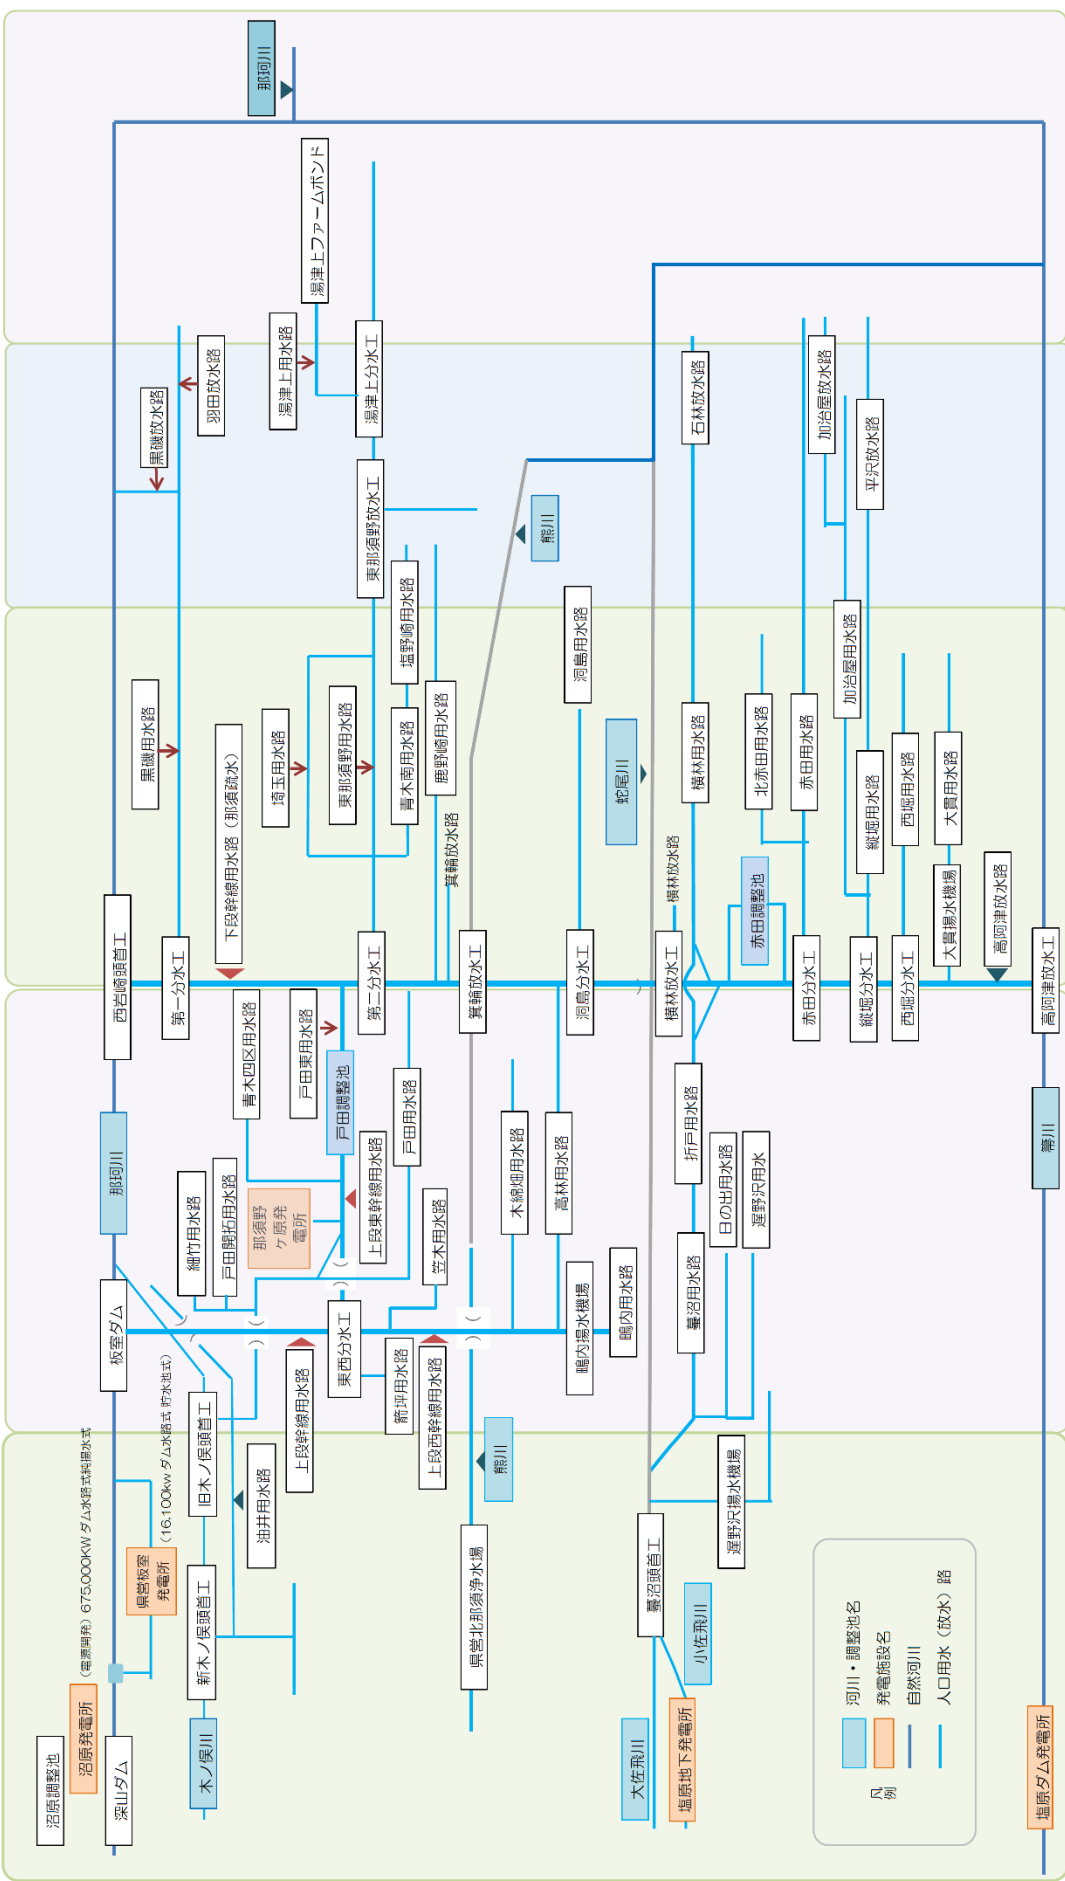 沼原調整池
沼原発電所
（電源開発）675,000KW ダム水路式純揚水式
深山ダム
県営板室
発電所
（16,100kw ダム水路式 貯水池式）
板室ダム
那珂川
西岩崎頭首工
木ノ俣川
新木ノ俣頭首工
旧木ノ俣頭首工
油井用水路
細竹用水路
戸田開拓用水路
青木四区用水路
那須野
ケ原発
電所
上段幹線用水路
東西分水工
戸田調整池
戸田東用水路
上段東幹線用水路
箭坪用水路
上段西幹線用水路
笠木用水路
戸田用水路
熊川
県営北那須浄水場
木綿畑用水路
高林用水路
鴫内揚水機場
鴫内用水路
第一分水工
下段幹線用水路（那須疏水）
黒磯用水路
黒磯放水路
羽田放水路
那珂川
第二分水工
埼玉用水路
東那須野用水路
青木南用水路
塩野崎用水路
鹿野崎用水路
東那須野放水工
湯津上分水工
湯津上用水路
湯津上ファームポンド
箕輪放水路
箕輪放水工
熊川
洞島分水工
洞島用水路
蛇尾川
大佐飛川
小佐飛川
塩原地下発電所
蟇沼頭首工
遅野沢揚水機場
蟇沼用水路
日の出用水路
遅野沢用水
折戸用水路
横林放水工
横林放水路
横林用水路
石林放水路
赤田調整池
北赤田用水路
赤田分水工
赤田用水路
加治屋用水路
加治屋放水路
縦堀分水工
縦堀用水路
平沢放水路
西堀分水工
西堀用水路
大貫揚水機場
大貫用水路
高阿津放水路
高阿津放水工
箒川
塩原ダム発電所
凡
例
河川・調整池名
発電施設名
自然河川
人口用水（放水）路